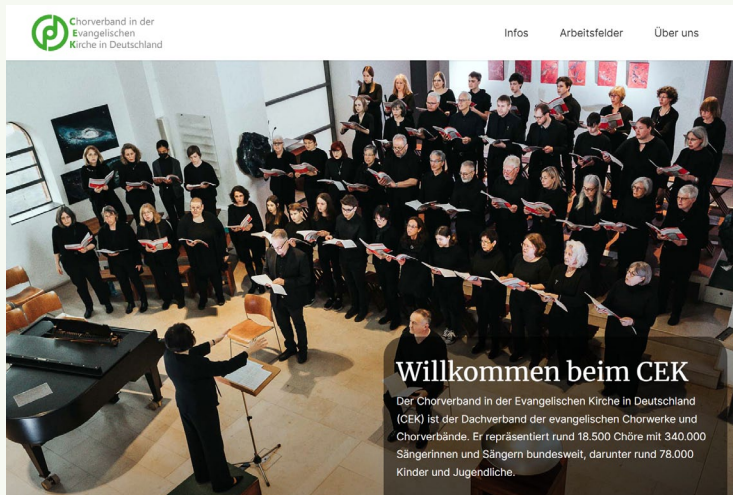 Chorverband in der
Evangelischen
Kirche in Deutschland
Infos Arbeitsfelder Über uns
Willkommen beim CEK
Der Chorverband in der Evangelischen Kirche in Deutschland
(CEK) ist der Dachverband der evangelischen Chorwerke und
Chorverbände. Er repräsentiert rund 18.500 Chöre mit 340.000
Sängerinnen und Sängern bundesweit, darunter rund 78.000
Kinder und Jugendliche.